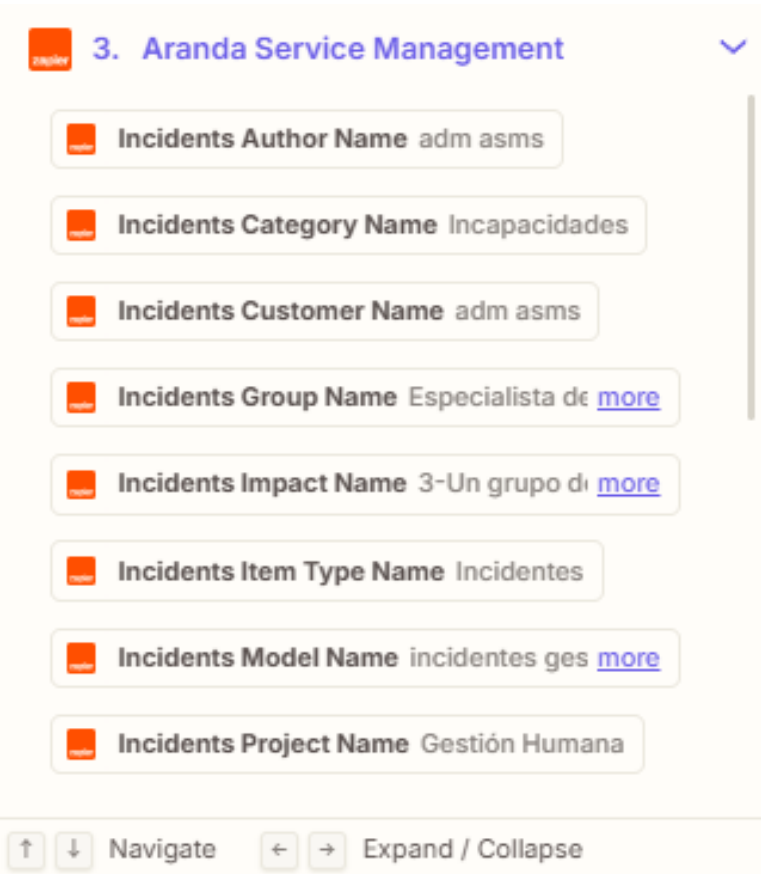 zapier 3. Aranda Service Management
Incidents Author Name adm asms
Incidents Category Name Incapacidades
Incidents Customer Name adm asms
Incidents Group Name Especialista de more
Incidents Impact Name 3-Un grupo d more
Incidents Item Type Name Incidentes
Incidents Model Name incidentes ges more
Incidents Project Name Gestión Humana
↑ ↓ Navigate ← → Expand / Collapse